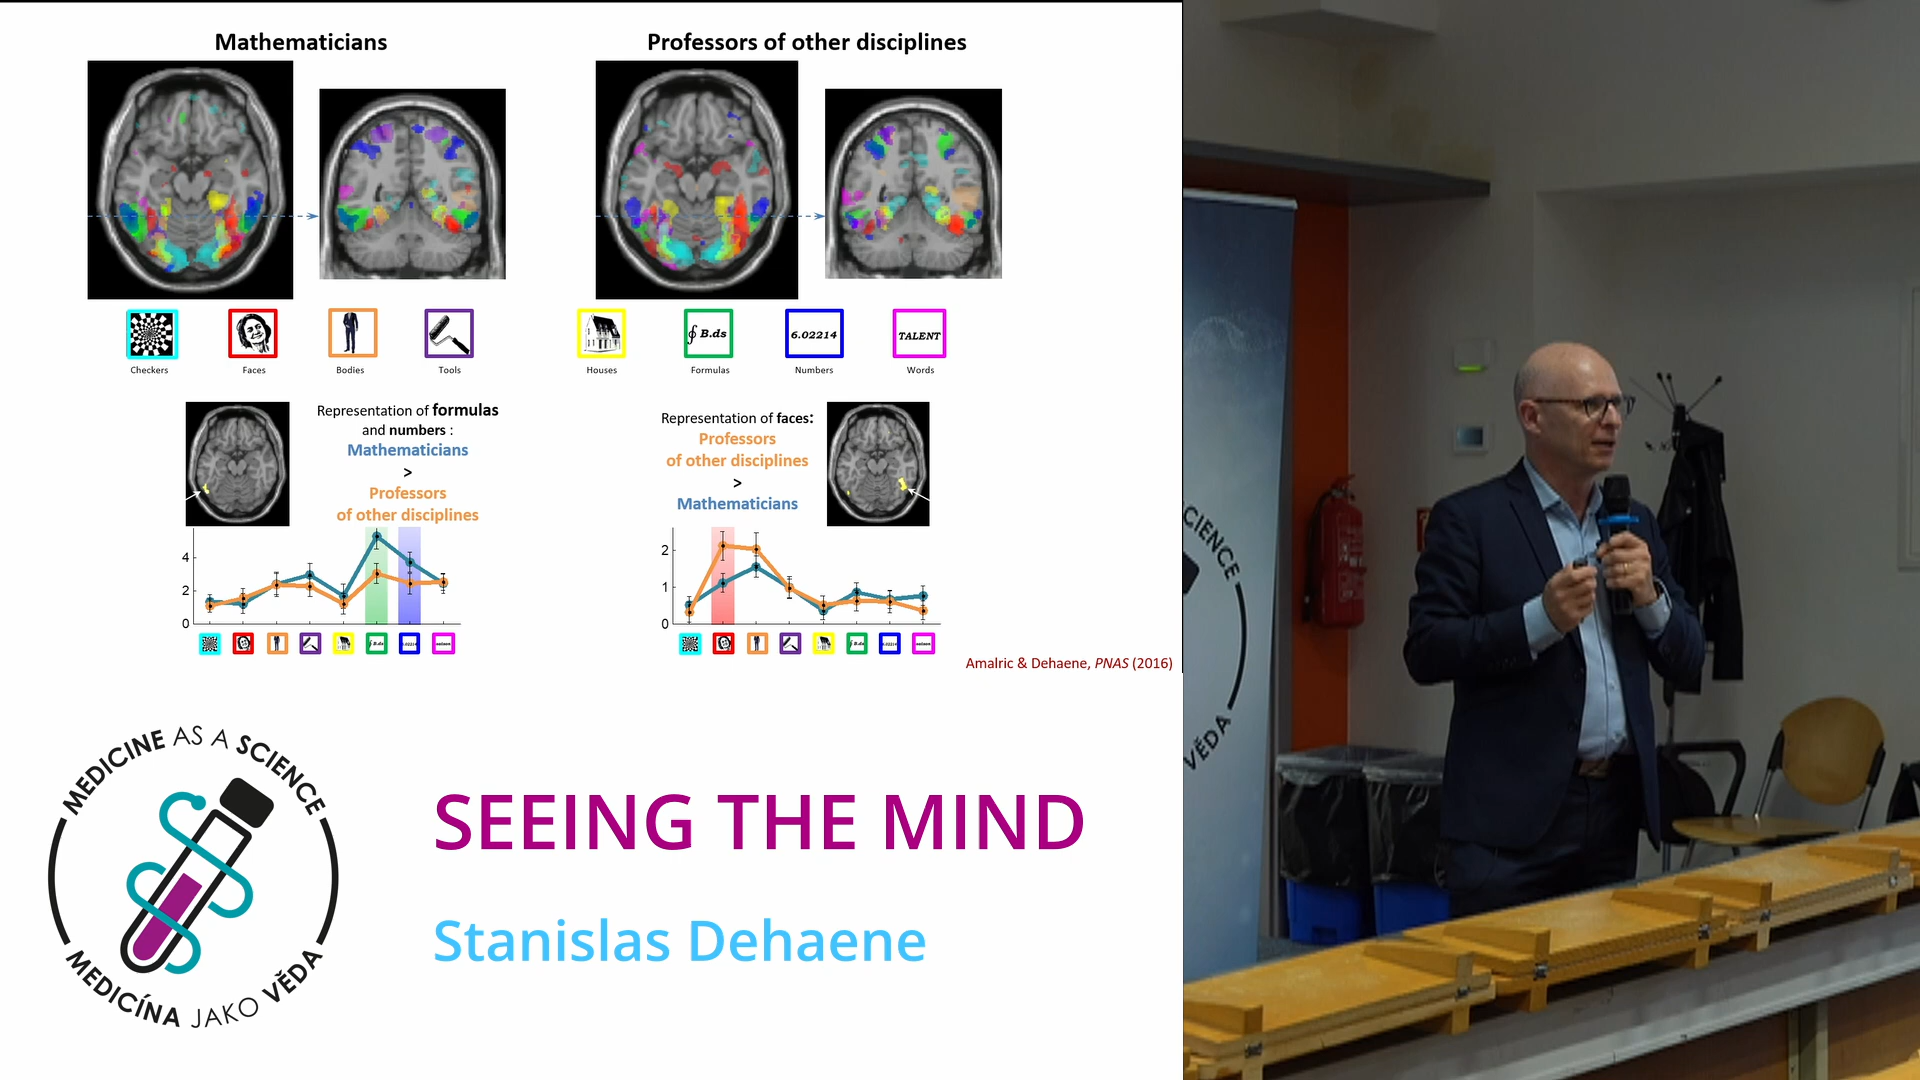 Mathematicians
Professors of other disciplines
∮ B.ds
6.02214
TALENT
Checkers
Faces
Bodies
Tools
Houses
Formulas
Numbers
Words
Representation of formulas
and numbers :
Mathematicians
>
Professors
of other disciplines
4
2
0
Representation of faces:
Professors
of other disciplines
>
Mathematicians
2
1
0
Amalric & Dehaene, PNAS (2016)
MEDICINE AS A SCIENCE
MEDICÍNA JAKO VĚDA
SEEING THE MIND
Stanislas Dehaene
SCIENCE
VĚDA